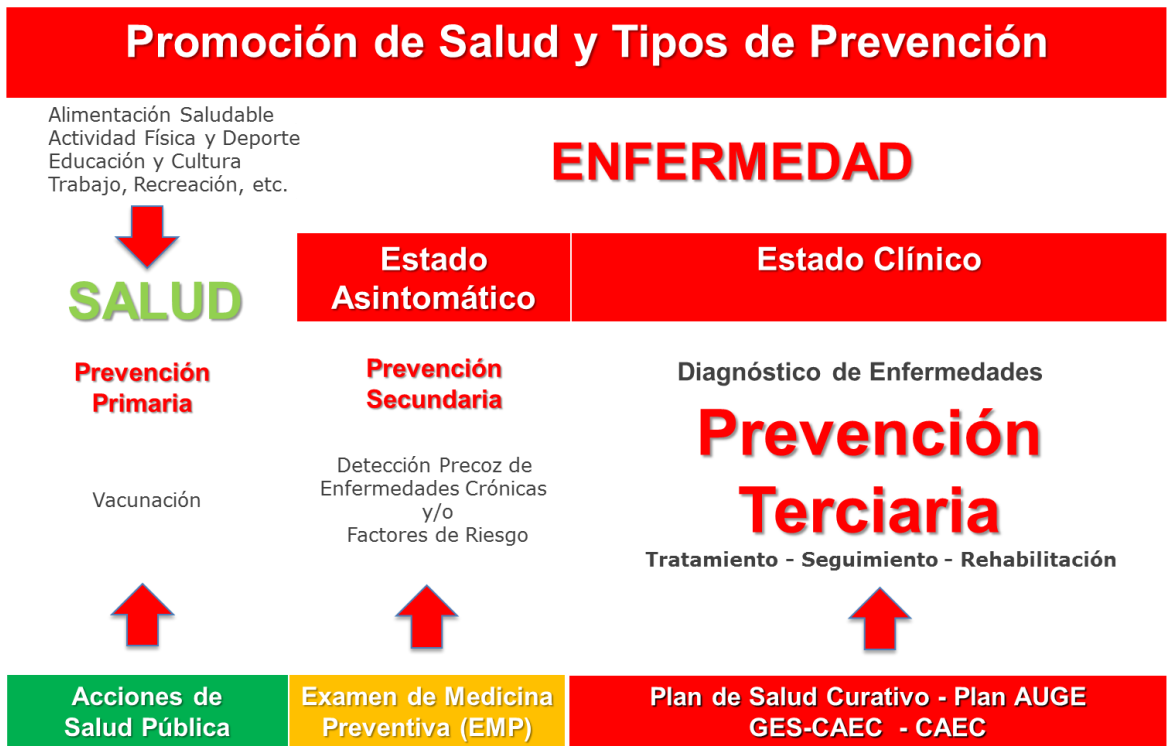 Promoción de Salud y Tipos de Prevención
Alimentación Saludable
Actividad Física y Deporte
Educación y Cultura
Trabajo, Recreación, etc.
ENFERMEDAD
SALUD
Estado
Asintomático
Estado Clínico
Prevención
Primaria
Vacunación
Prevención
Secundaria
Detección Precoz de
Enfermedades Crónicas
y/o
Factores de Riesgo
Diagnóstico de Enfermedades
Prevención
Terciaria
Tratamiento - Seguimiento - Rehabilitación
Acciones de
Salud Pública
Examen de Medicina
Preventiva (EMP)
Plan de Salud Curativo - Plan AUGE
GES-CAEC - CAEC